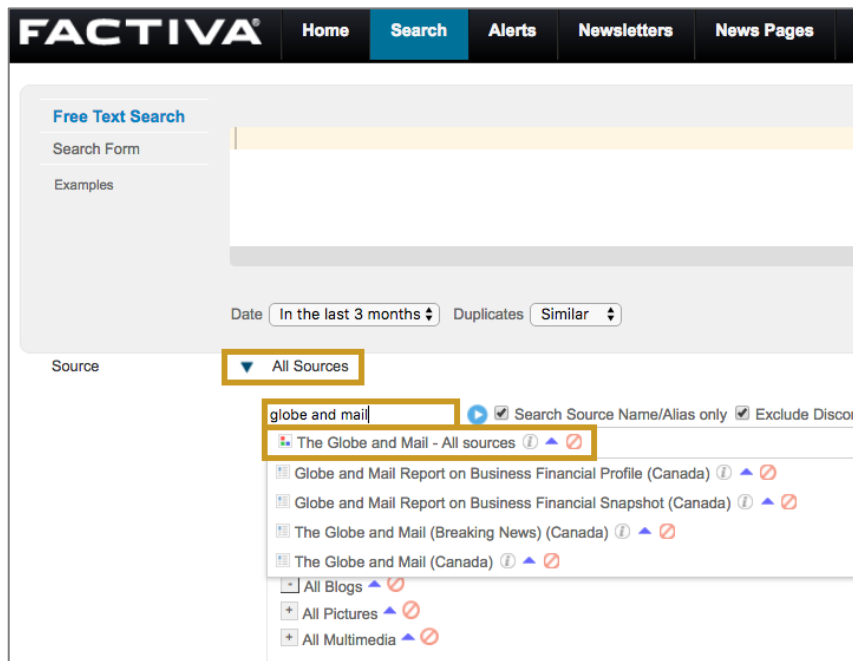 FACTIVA® Home Search Alerts Newsletters News Pages
Free Text Search
Search Form
Examples
Date In the last 3 months Duplicates Similar
Source All Sources
globe and mail Search Source Name/Alias only Exclude Discor
The Globe and Mail - All sources
Globe and Mail Report on Business Financial Profile (Canada)
Globe and Mail Report on Business Financial Snapshot (Canada)
The Globe and Mail (Breaking News) (Canada)
The Globe and Mail (Canada)
All Blogs
All Pictures
All Multimedia